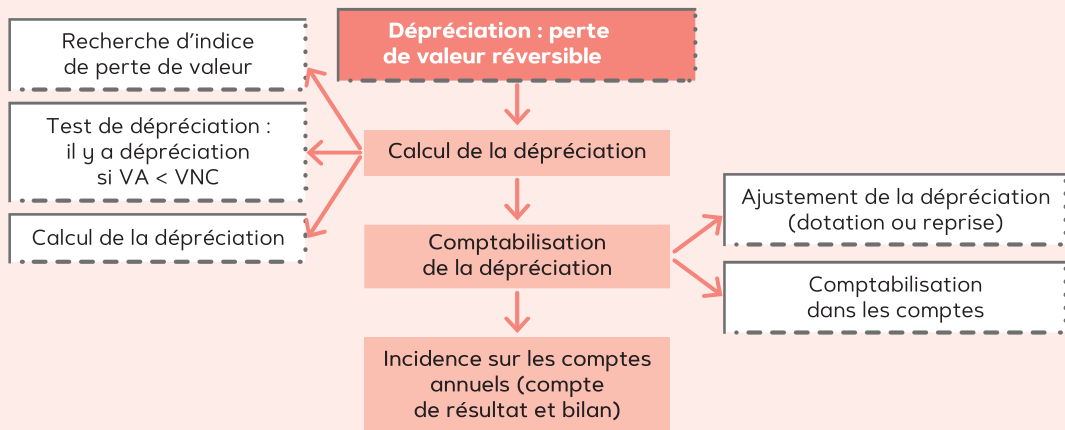 Dépréciation : perte
de valeur réversible
Recherche d’indice
de perte de valeur
Test de dépréciation :
il y a dépréciation
si VA < VNC
Calcul de la dépréciation
Calcul de la dépréciation
Comptabilisation
de la dépréciation
Ajustement de la dépréciation
(dotation ou reprise)
Comptabilisation
dans les comptes
Incidence sur les comptes
annuels (compte
de résultat et bilan)